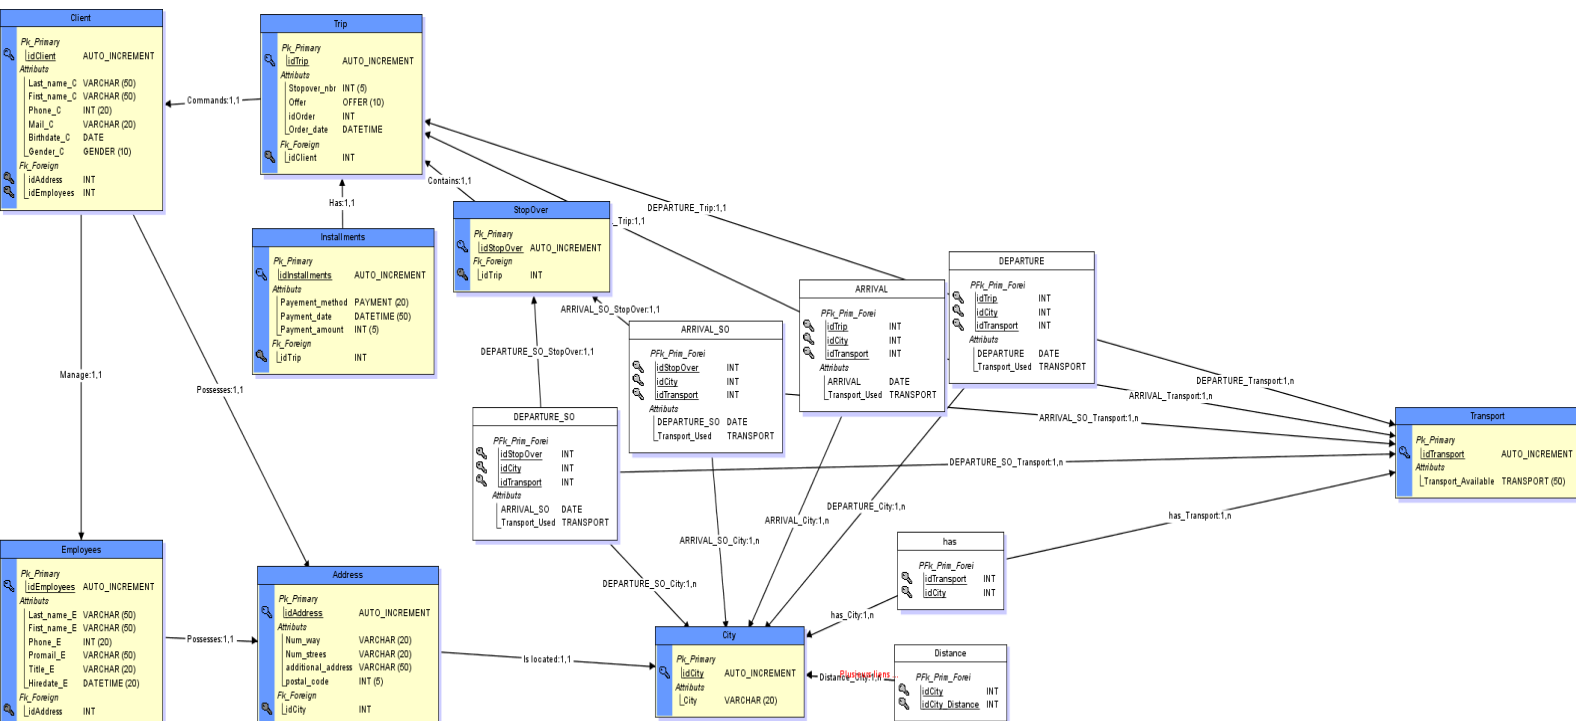 Client
Pk_Primary
idClient AUTO_INCREMENT
Attributs
Last_name_C VARCHAR (50)
First_name_C VARCHAR (50)
Phone_C INT (20)
Mail_C VARCHAR (20)
Birthdate_C DATE
Gender_C GENDER (10)
Fk_Foreign
idAddress INT
idEmployees INT
Commands:1,1
Trip
Pk_Primary
idTrip AUTO_INCREMENT
Attributs
Stopover_nbr INT (5)
Offer OFFER (10)
idOrder INT
Order_date DATETIME
Fk_Foreign
idClient INT
Has:1,1
Contains:1,1
Installments
Pk_Primary
idInstallments AUTO_INCREMENT
Attributs
Payement_method PAYMENT (20)
Payment_date DATETIME (50)
Payment_amount INT (5)
Fk_Foreign
idTrip INT
StopOver
Pk_Primary
idStopOver AUTO_INCREMENT
Fk_Foreign
idTrip INT
_Trip:1,1
DEPARTURE_Trip:1,1
ARRIVAL_SO_StopOver:1,1
DEPARTURE_SO_StopOver:1,1
DEPARTURE
PFk_Prim_Forei
idTrip INT
idCity INT
idTransport INT
Attributs
DEPARTURE DATE
Transport_Used TRANSPORT
ARRIVAL
PFk_Prim_Forei
idTrip INT
idCity INT
idTransport INT
Attributs
ARRIVAL DATE
Transport_Used TRANSPORT
ARRIVAL_SO
PFk_Prim_Forei
idStopOver INT
idCity INT
idTransport INT
Attributs
DEPARTURE_SO DATE
Transport_Used TRANSPORT
DEPARTURE_SO
PFk_Prim_Forei
idStopOver INT
idCity INT
idTransport INT
Attributs
ARRIVAL_SO DATE
Transport_Used TRANSPORT
Manage:1,1
Possesses:1,1
DEPARTURE_Transport:1,n
ARRIVAL_Transport:1,n
ARRIVAL_SO_Transport:1,n
DEPARTURE_SO_Transport:1,n
has_Transport:1,n
Transport
Pk_Primary
idTransport AUTO_INCREMENT
Attributs
Transport_Available TRANSPORT (50)
DEPARTURE_City:1,n
ARRIVAL_City:1,n
ARRIVAL_SO_City:1,n
DEPARTURE_SO_City:1,n
has_City:1,n
has
PFk_Prim_Forei
idTransport INT
idCity INT
Employees
Pk_Primary
idEmployees AUTO_INCREMENT
Attributs
Last_name_E VARCHAR (50)
First_name_E VARCHAR (50)
Phone_E INT (20)
Promail_E VARCHAR (50)
Title_E VARCHAR (20)
Hiredate_E DATETIME (20)
Fk_Foreign
idAddress INT
Possesses:1,1
Address
Pk_Primary
idAddress AUTO_INCREMENT
Attributs
Num_way VARCHAR (20)
Num_strees VARCHAR (20)
additional_address VARCHAR (50)
postal_code INT (5)
Fk_Foreign
idCity INT
Is located:1,1
City
Pk_Primary
idCity AUTO_INCREMENT
Attributs
City VARCHAR (20)
Distance_City:1,n
Plusieurs liens ...
Distance
PFk_Prim_Forei
idCity INT
idCity_Distance INT